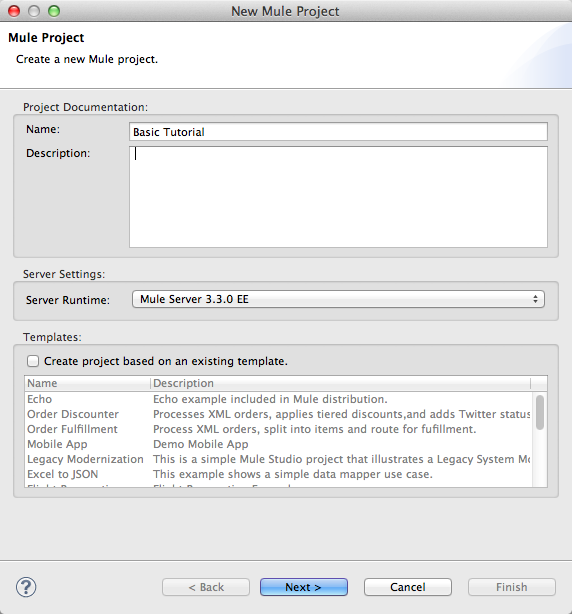 New Mule Project
Mule Project
Create a new Mule project.
Project Documentation:
Name: Basic Tutorial
Description:
Server Settings:
Server Runtime: Mule Server 3.3.0 EE
Templates:
Create project based on an existing template.
Name Description
Echo Echo example included in Mule distribution.
Order Discounter Processes XML orders, applies tiered discounts,and adds Twitter status
Order Fulfillment Process XML orders, split into items and route for fufillment.
Mobile App Demo Mobile App
Legacy Modernization This is a simple Mule Studio project that illustrates a Legacy System Mo
Excel to JSON This example shows a simple data mapper use case.
? < Back Next > Cancel Finish